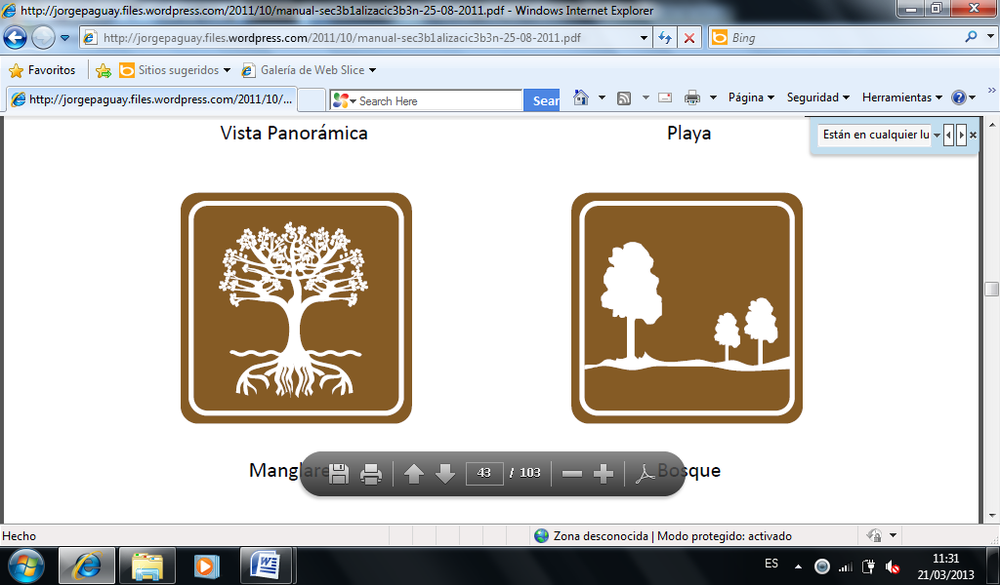 http://jorgepaguay.files.wordpress.com/2011/10/manual-sec3b1alizacic3b3n-25-08-2011.pdf - Windows Internet Explorer
http://jorgepaguay.files.wordpress.com/2011/10/manual-sec3b1alizacic3b3n-25-08-2011.pdf
Bing
Favoritos Sitios sugeridos Galería de Web Slice
http://jorgepaguay.files.wordpress.com/2011/10/... Search Here Sear Página Seguridad Herramientas
Están en cualquier lu
Vista Panorámica Playa
Manglare Bosque
43 / 103
Hecho Zona desconocida | Modo protegido: activado
ES 11:31
21/03/2013